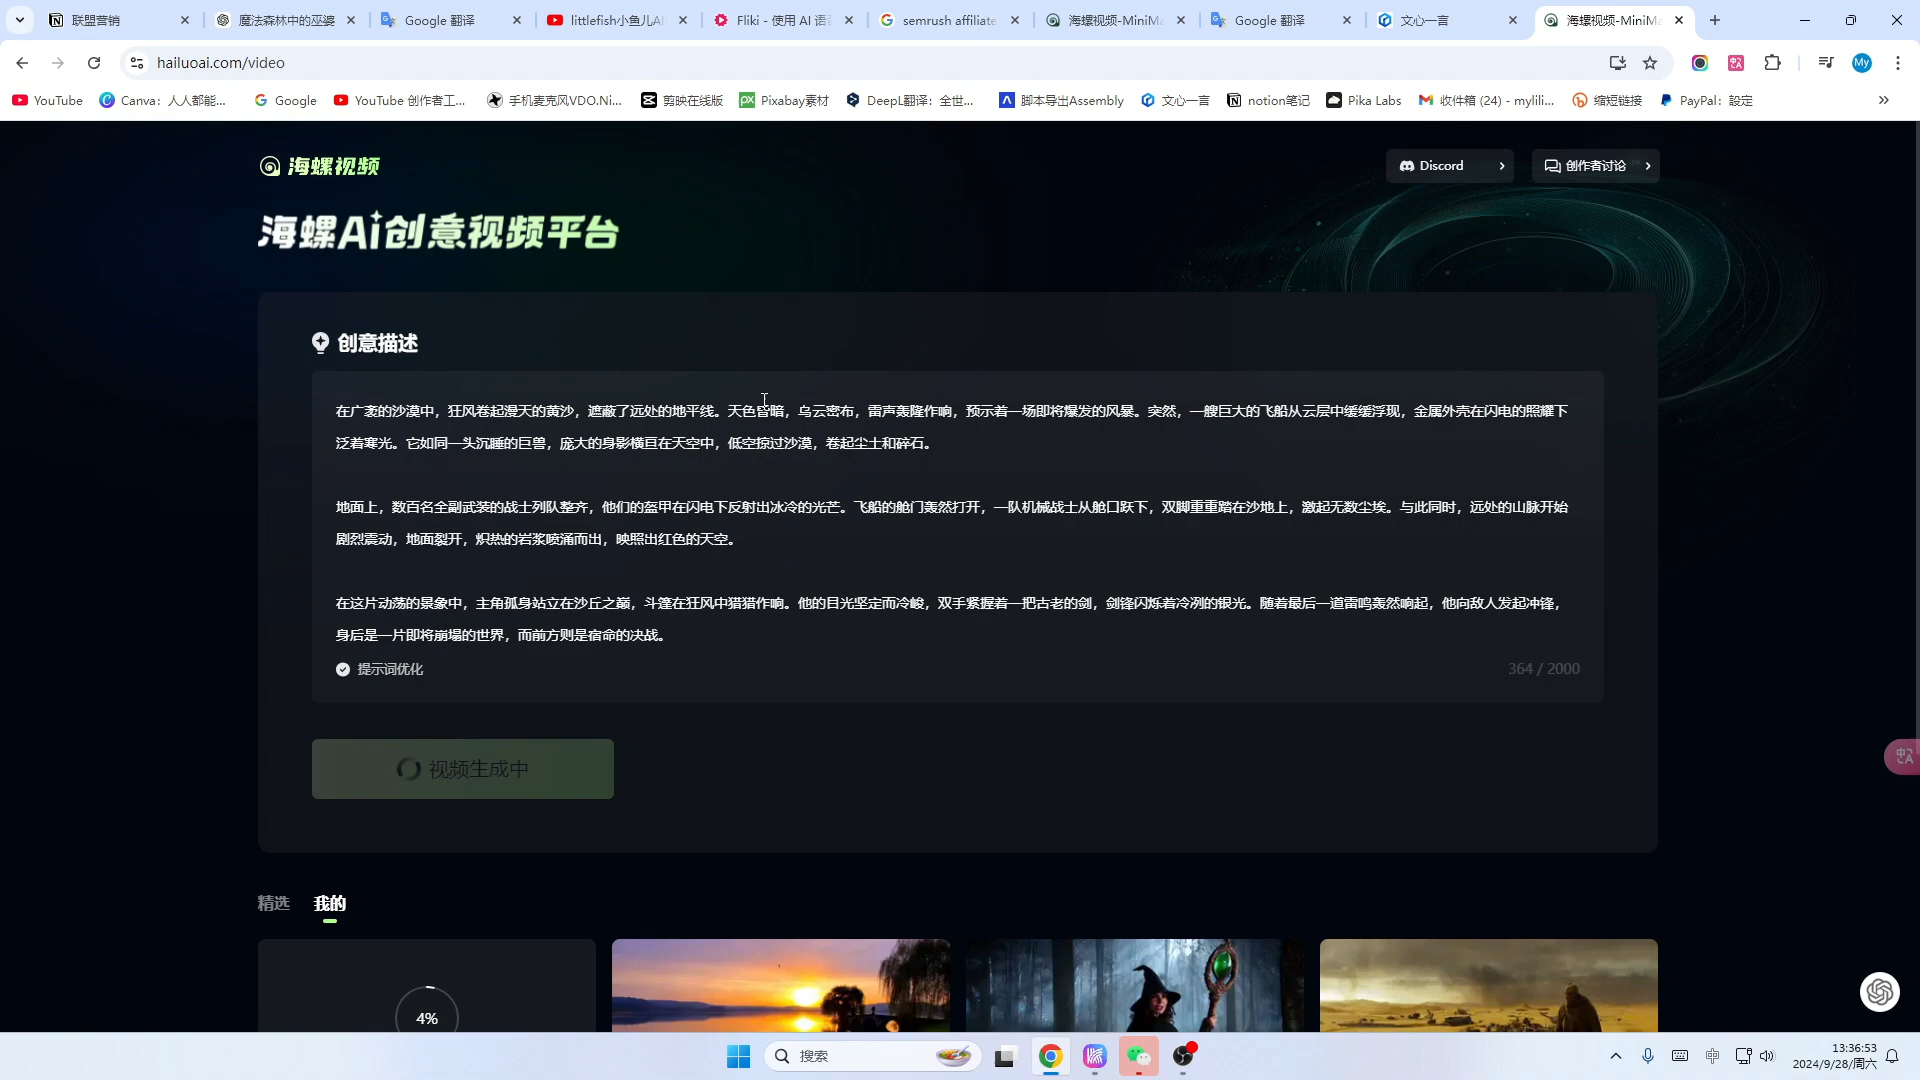 联盟营销
魔法森林中的巫婆
Google 翻译
littlefish小鱼儿AI
Fliki - 使用 AI 语
semrush affiliate
海螺视频-MiniMa
Google 翻译
文心一言
海螺视频-MiniMa
hailuoai.com/video
My
YouTube
Canva：人人都能...
Google
YouTube 创作者工...
手机麦克风VDO.Ni...
剪映在线版
Pixabay素材
DeepL翻译：全世...
脚本导出Assembly
文心一言
notion笔记
Pika Labs
收件箱 (24) - mylili...
缩短链接
PayPal：設定
海螺视频
Discord
创作者讨论
海螺Ai创意视频平台
创意描述
在广袤的沙漠中，狂风卷起漫天的黄沙，遮蔽了远处的地平线。天色昏暗，乌云密布，雷声轰隆作响，预示着一场即将爆发的风暴。突然，一艘巨大的飞船从云层中缓缓浮现，金属外壳在闪电的照耀下
泛着寒光。它如同一头沉睡的巨兽，庞大的身影横亘在天空中，低空掠过沙漠，卷起尘土和碎石。
地面上，数百名全副武装的战士列队整齐，他们的盔甲在闪电下反射出冰冷的光芒。飞船的舱门轰然打开，一队机械战士从舱口跃下，双脚重重踏在沙地上，激起无数尘埃。与此同时，远处的山脉开始
剧烈震动，地面裂开，炽热的岩浆喷涌而出，映照出红色的天空。
在这片动荡的景象中，主角孤身站立在沙丘之巅，斗篷在狂风中猎猎作响。他的目光坚定而冷峻，双手紧握着一把古老的剑，剑锋闪烁着冷冽的银光。随着最后一道雷鸣轰然响起，他向敌人发起冲锋，
身后是一片即将崩塌的世界，而前方则是宿命的决战。
提示词优化
364 / 2000
视频生成中
精选
我的
4%
搜索
中
13:36:53
2024/9/28/周六